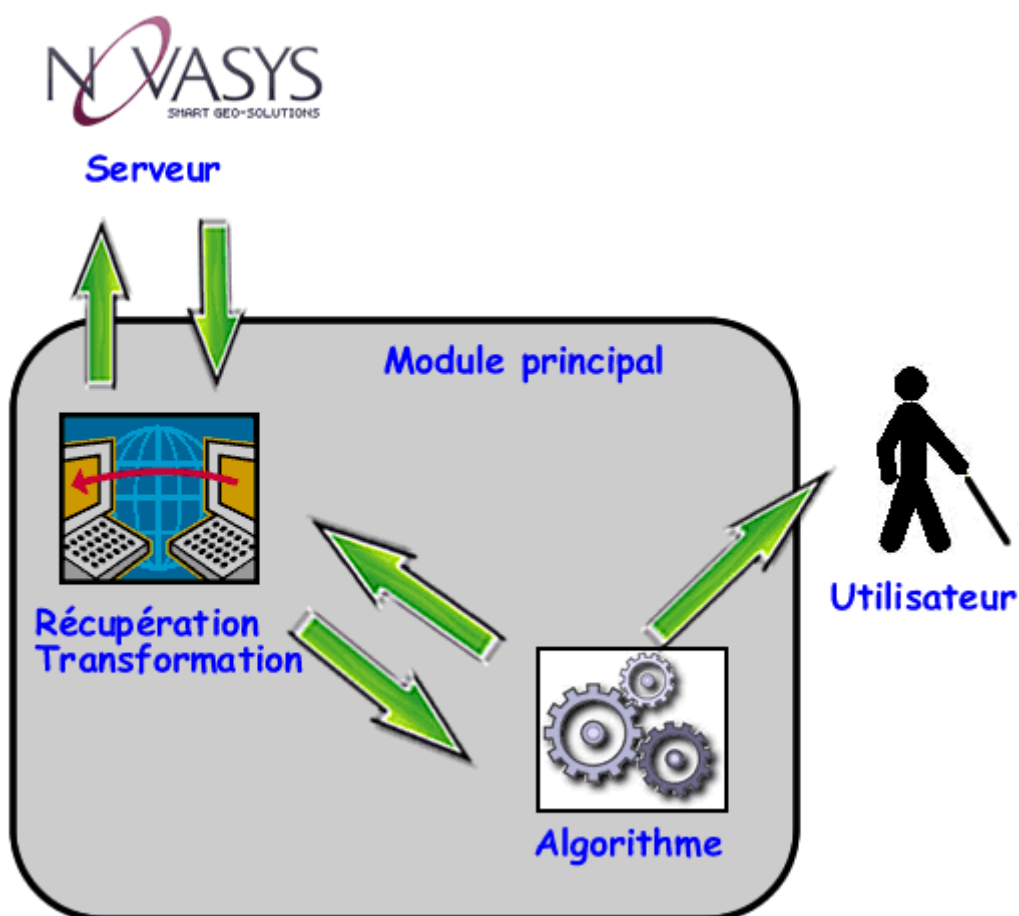 NOVASYS
SMART GEO-SOLUTIONS
Serveur
Module principal
Utilisateur
Récupération
Transformation
Algorithme